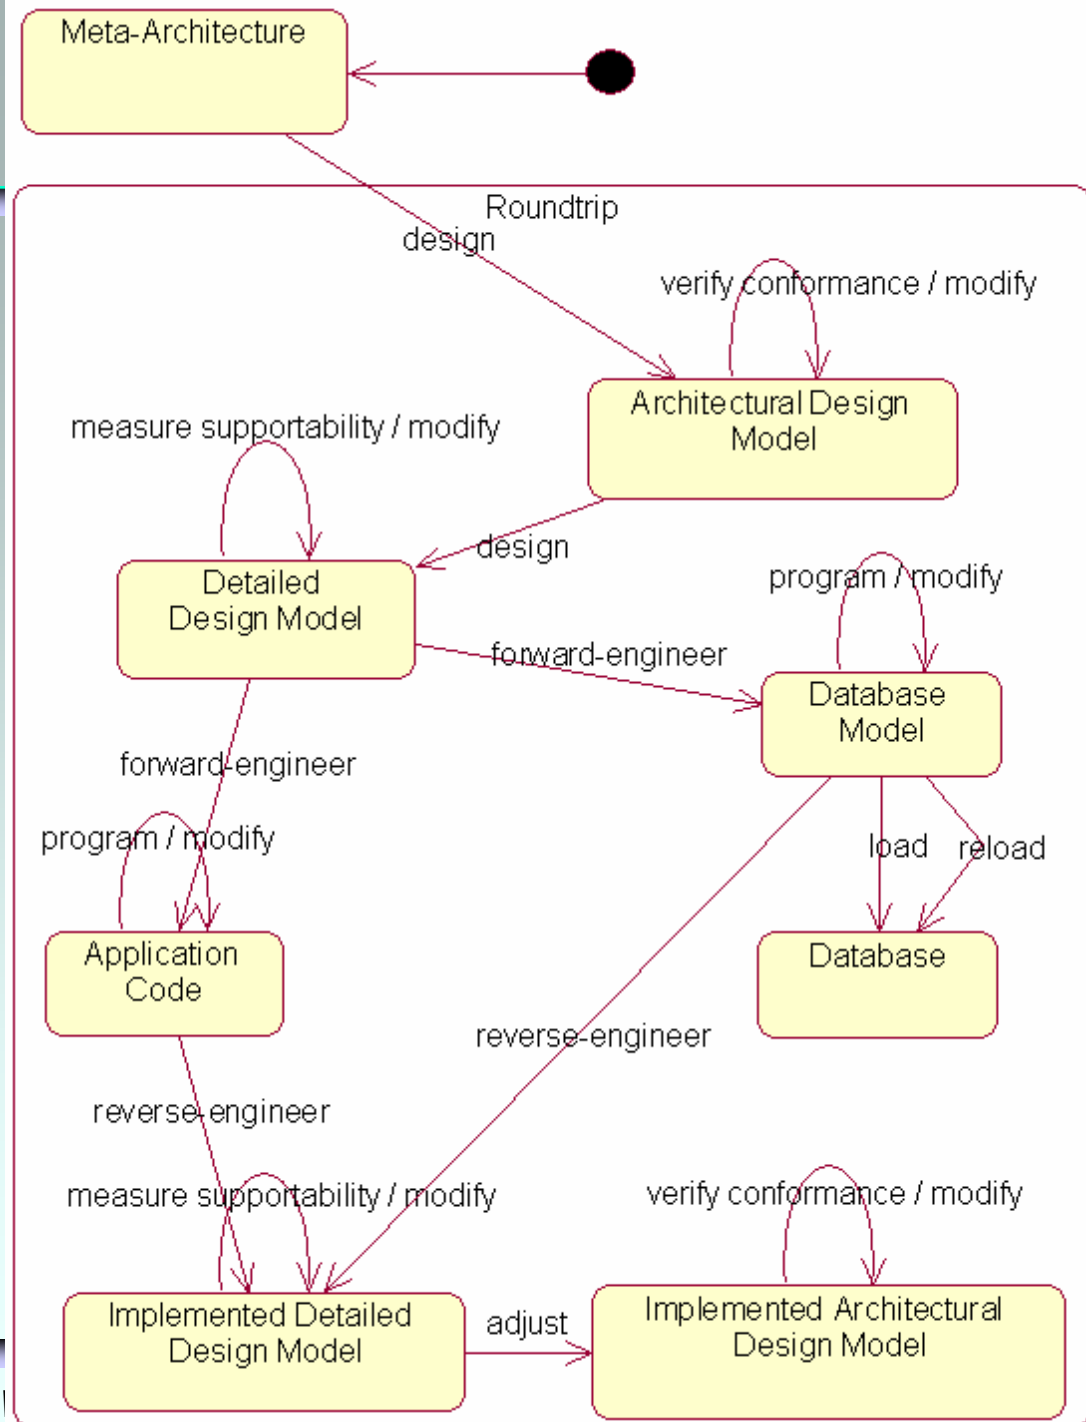 Meta-Architecture
Roundtrip
design
verify conformance / modify
Architectural Design
Model
measure supportability / modify
design
Detailed
Design Model
program / modify
forward-engineer
Database
Model
forward-engineer
program / modify
load
reload
Application
Code
Database
reverse-engineer
reverse-engineer
measure supportability / modify
verify conformance / modify
Implemented Detailed
Design Model
adjust
Implemented Architectural
Design Model